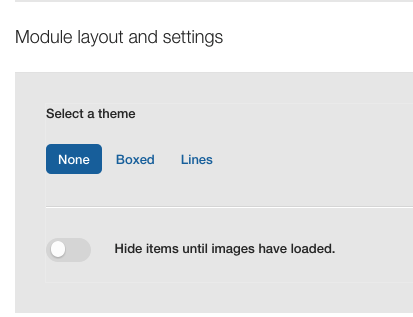 Module layout and settings
Select a theme
None Boxed Lines
Hide items until images have loaded.